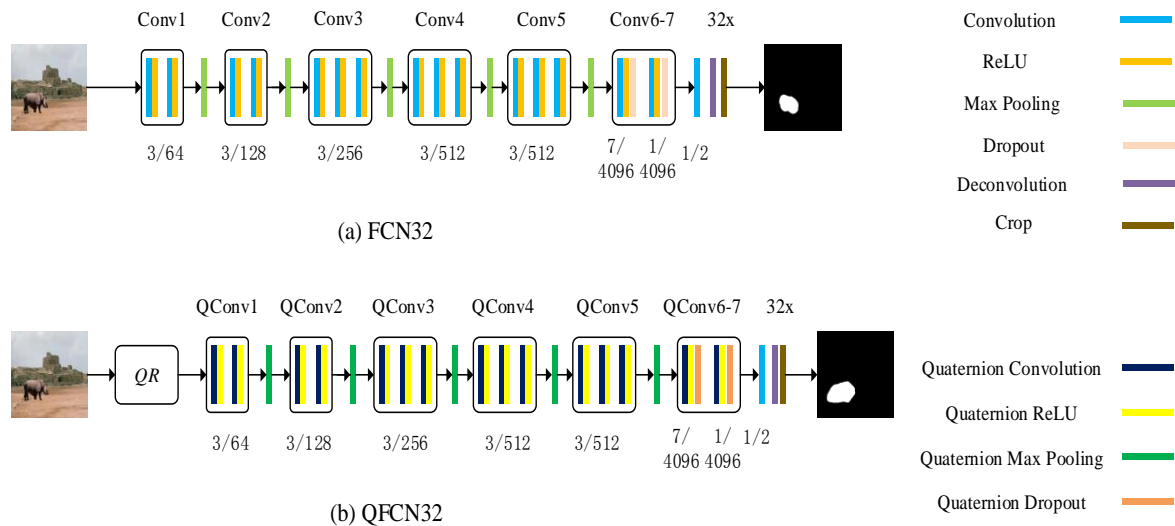 Conv1 Conv2 Conv3 Conv4 Conv5 Conv6-7 32x
3/64 3/128 3/256 3/512 3/512 7/ 1/ 1/2
4096 4096
(a) FCN32
Convolution
ReLU
Max Pooling
Dropout
Deconvolution
Crop
QConv1 QConv2 QConv3 QConv4 QConv5 QConv6-7 32x
QR
3/64 3/128 3/256 3/512 3/512 7/ 1/ 1/2
4096 4096
(b) QFCN32
Quaternion Convolution
Quaternion ReLU
Quaternion Max Pooling
Quaternion Dropout